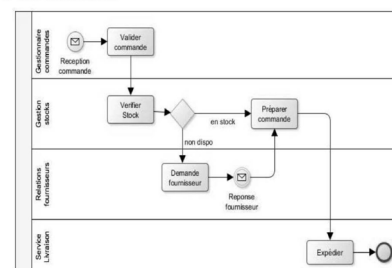 Gestionnaire
commandes
Reception
commande
Valider
commande
Gestion
stocks
Verifier
Stock
en stock
non dispo
Préparer
commande
Relations
fournisseurs
Demande
fournisseur
Reponse
fournisseur
Service
Livraison
Expédier